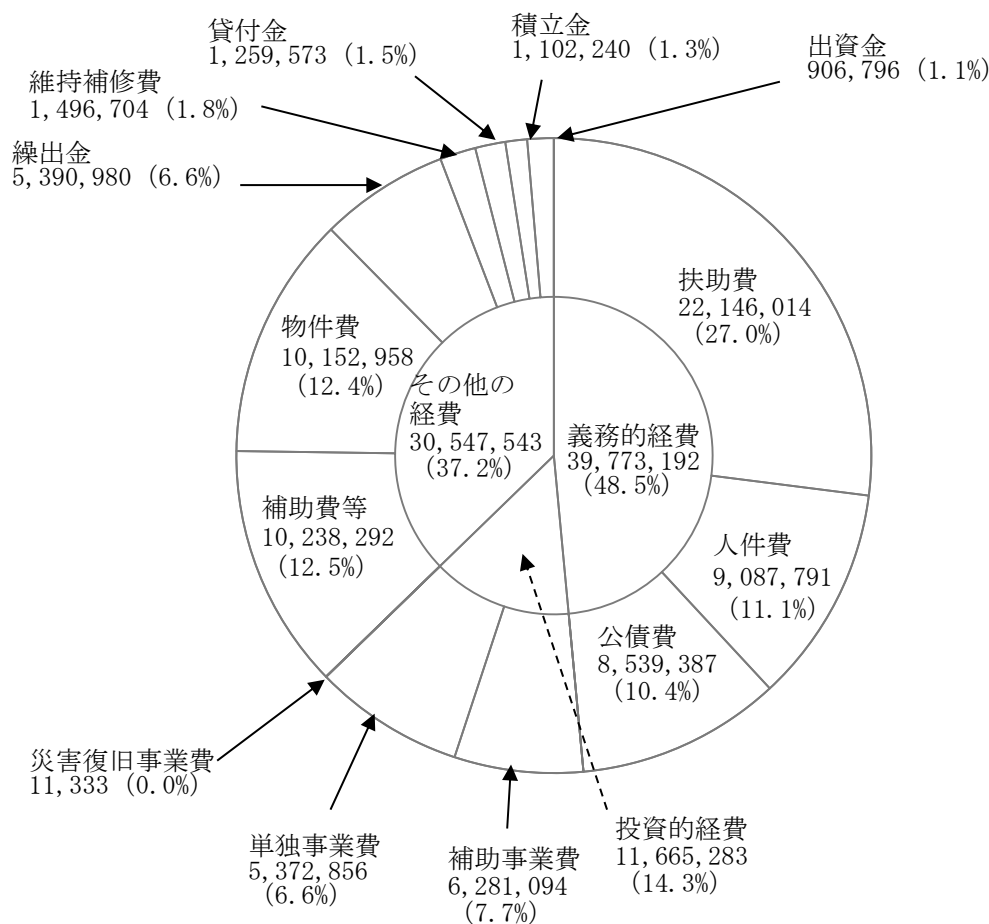 貸付金
1,259,573 (1.5%)
積立金
1,102,240 (1.3%)
出資金
906,796 (1.1%)
維持補修費
1,496,704 (1.8%)
繰出金
5,390,980 (6.6%)
扶助費
22,146,014
(27.0%)
物件費
10,152,958
(12.4%)
その他の
経費
30,547,543
(37.2%)
義務的経費
39,773,192
(48.5%)
補助費等
10,238,292
(12.5%)
人件費
9,087,791
(11.1%)
公債費
8,539,387
(10.4%)
災害復旧事業費
11,333 (0.0%)
単独事業費
5,372,856
(6.6%)
補助事業費
6,281,094
(7.7%)
投資的経費
11,665,283
(14.3%)